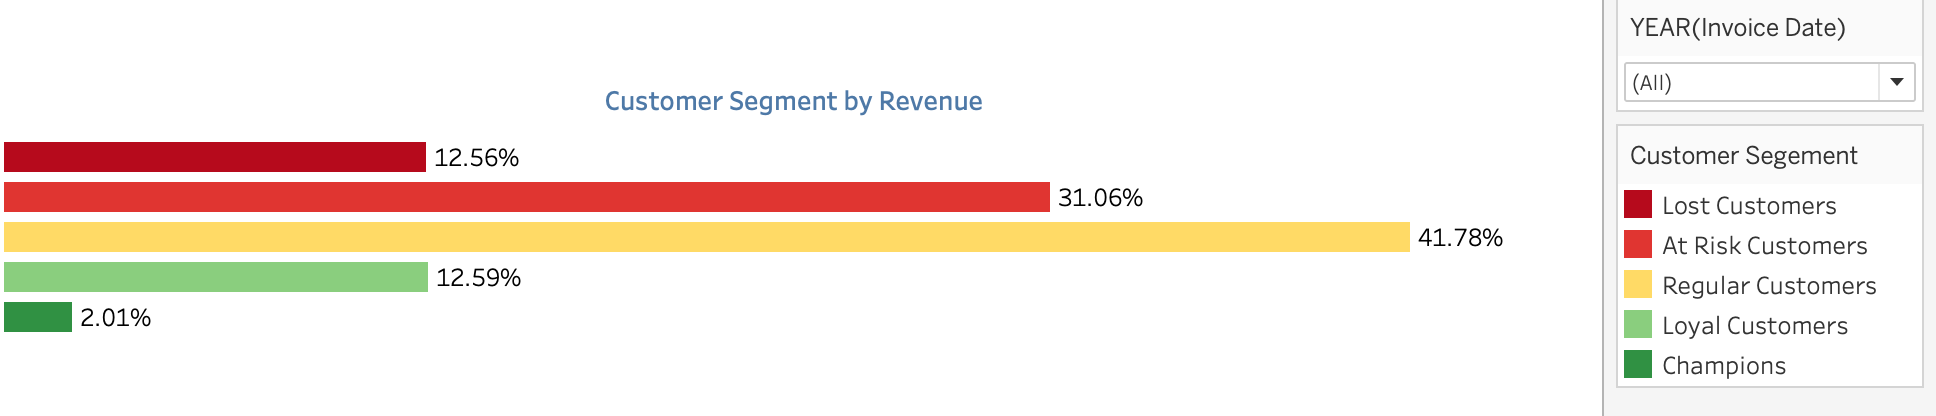 Customer Segment by Revenue
12.56%
31.06%
41.78%
12.59%
2.01%
YEAR(Invoice Date)
(All)
Customer Segement
Lost Customers
At Risk Customers
Regular Customers
Loyal Customers
Champions